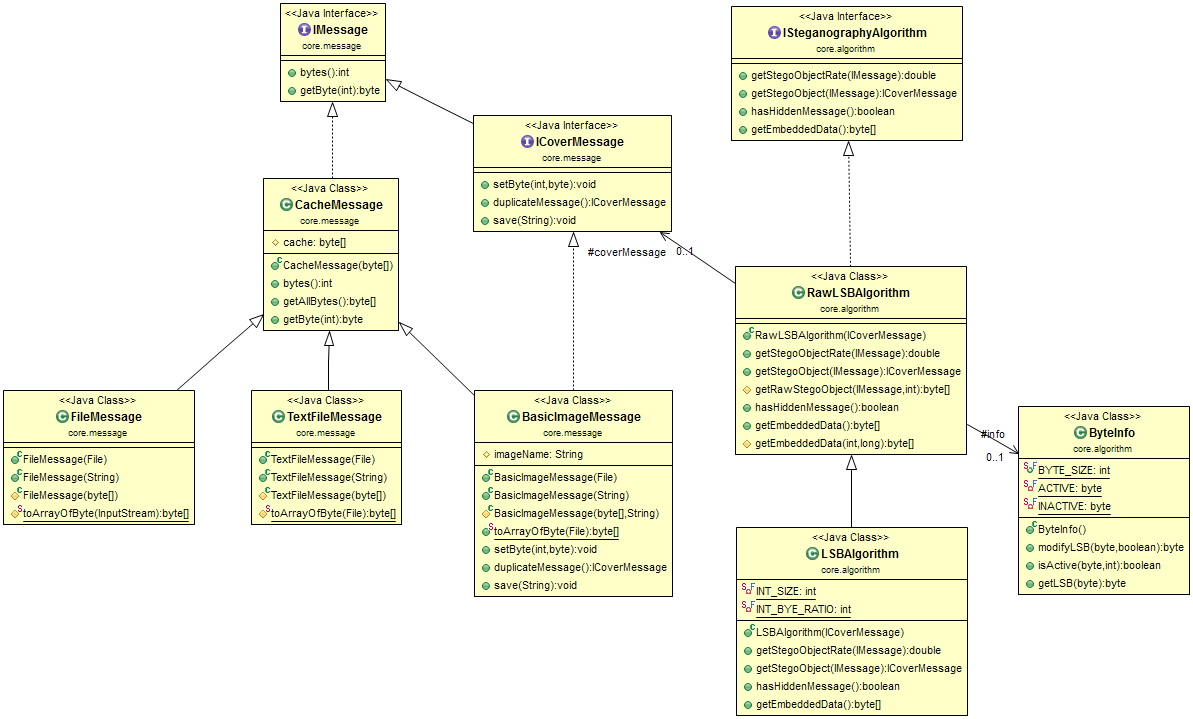 <<Java Interface>>
IMessage
core.message
bytes():int
getByte(int):byte
<<Java Interface>>
ISteganographyAlgorithm
core.algorithm
getStegoObjectRate(IMessage):double
getStegoObject(IMessage):ICoverMessage
hasHiddenMessage():boolean
getEmbeddedData():byte[]
<<Java Interface>>
ICoverMessage
core.message
setByte(int,byte):void
duplicateMessage():ICoverMessage
save(String):void
<<Java Class>>
CacheMessage
core.message
cache: byte[]
CacheMessage(byte[])
bytes():int
getAllBytes():byte[]
getByte(int):byte
#coverMessage
0..1
<<Java Class>>
RawLSBAlgorithm
core.algorithm
RawLSBAlgorithm(ICoverMessage)
getStegoObjectRate(IMessage):double
getStegoObject(IMessage):ICoverMessage
getRawStegoObject(IMessage,int):byte[]
hasHiddenMessage():boolean
getEmbeddedData():byte[]
getEmbeddedData(int,long):byte[]
<<Java Class>>
FileMessage
core.message
FileMessage(File)
FileMessage(String)
FileMessage(byte[])
toArrayOfByte(InputStream):byte[]
<<Java Class>>
TextFileMessage
core.message
TextFileMessage(File)
TextFileMessage(String)
TextFileMessage(byte[])
toArrayOfByte(File):byte[]
<<Java Class>>
BasicImageMessage
core.message
imageName: String
BasicImageMessage(File)
BasicImageMessage(String)
BasicImageMessage(byte[],String)
toArrayOfByte(File):byte[]
setByte(int,byte):void
duplicateMessage():ICoverMessage
save(String):void
#info
0..1
<<Java Class>>
ByteInfo
core.algorithm
BYTE_SIZE: int
ACTIVE: byte
INACTIVE: byte
ByteInfo()
modifyLSB(byte,boolean):byte
isActive(byte,int):boolean
getLSB(byte):byte
<<Java Class>>
LSBAlgorithm
core.algorithm
INT_SIZE: int
INT_BYE_RATIO: int
LSBAlgorithm(ICoverMessage)
getStegoObjectRate(IMessage):double
getStegoObject(IMessage):ICoverMessage
hasHiddenMessage():boolean
getEmbeddedData():byte[]